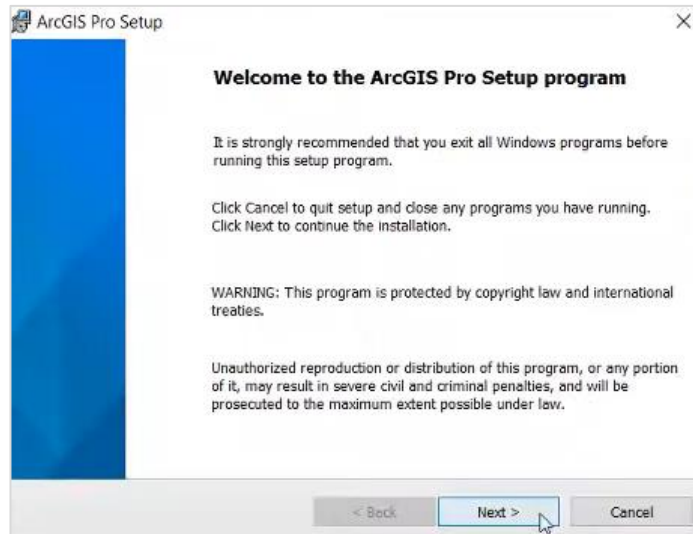 ArcGIS Pro Setup
Welcome to the ArcGIS Pro Setup program
It is strongly recommended that you exit all Windows programs before
running this setup program.
Click Cancel to quit setup and close any programs you have running.
Click Next to continue the installation.
WARNING: This program is protected by copyright law and international
treaties.
Unauthorized reproduction or distribution of this program, or any portion
of it, may result in severe civil and criminal penalties, and will be
prosecuted to the maximum extent possible under law.
< Back Next > Cancel